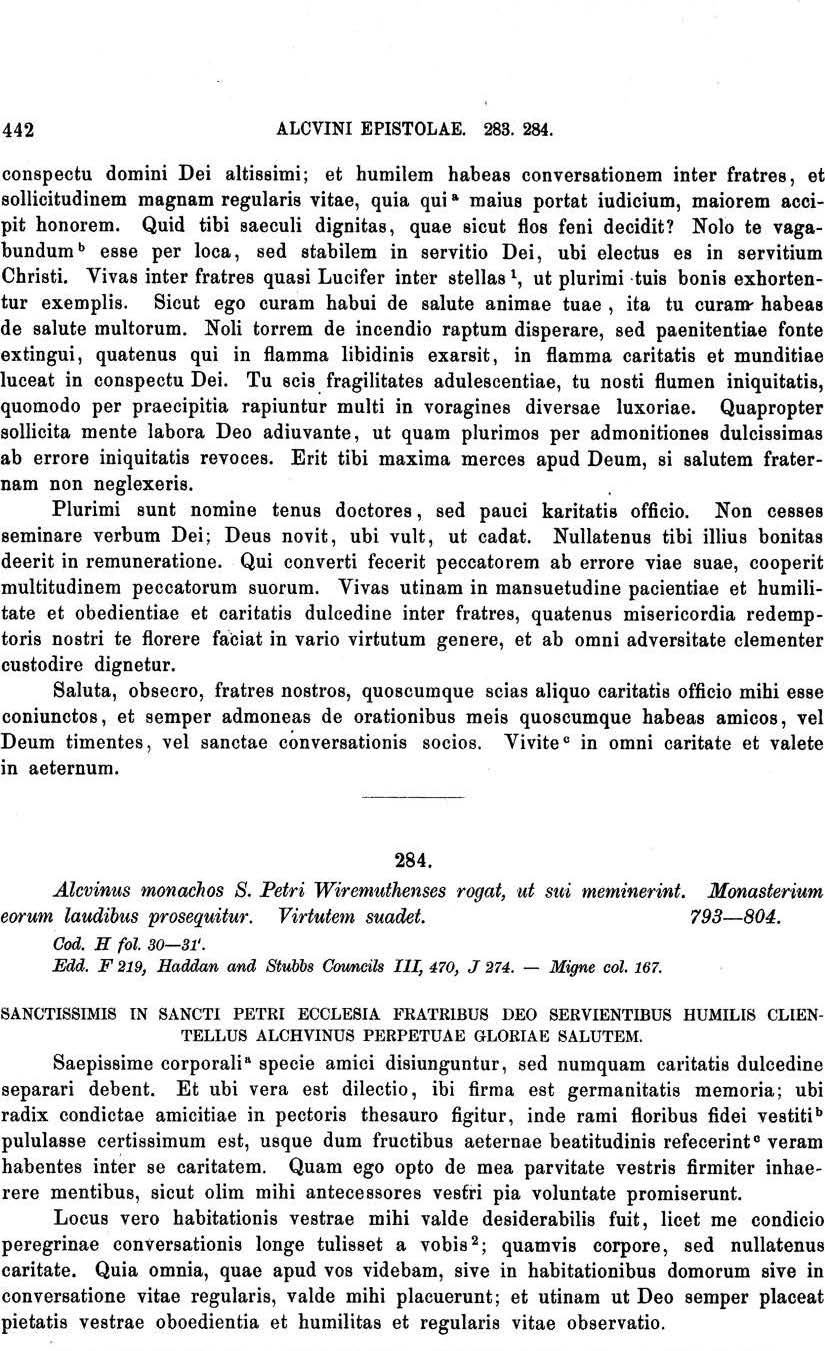 442 ALCVINI EPISTOLAE. 283. 284.
conspectu domini Dei altissimi; et humilem habeas conversationem inter fratres, et
sollicitudinem magnam regularis vitae, quia qui a maius portat iudicium, maiorem acci-
pit honorem. Quid tibi saeculi dignitas, quae sicut flos feni decidit? Nolo te vaga-
bundum b esse per loca, sed stabilem in servitio Dei, ubi electus es in servitium
Christi. Vivas inter fratres quasi Lucifer inter stellas 1, ut plurimi tuis bonis exhorten-
tur exemplis. Sicut ego curam habui de salute animae tuae, ita tu curam habeas
de salute multorum. Noli torrem de incendio raptum disperare, sed paenitentiae fonte
extingui, quatenus qui in flamma libidinis exarsit, in flamma caritatis et munditiae
luceat in conspectu Dei. Tu scis fragilitates adulescentiae, tu nosti flumen iniquitatis,
quomodo per praecipitia rapiuntur multi in voragines diversae luxoriae. Quapropter
sollicita mente labora Deo adiuvante, ut quam plurimos per admonitiones dulcissimas
ab errore iniquitatis revoces. Erit tibi maxima merces apud Deum, si salutem frater-
nam non neglexeris.
Plurimi sunt nomine tenus doctores, sed pauci karitatis officio. Non cesses
seminare verbum Dei; Deus novit, ubi vult, ut cadat. Nullatenus tibi illius bonitas
deerit in remuneratione. Qui converti fecerit peccatorem ab errore viae suae, cooperit
multitudinem peccatorum suorum. Vivas utinam in mansuetudine pacientiae et humili-
tate et obedientiae et caritatis dulcedine inter fratres, quatenus misericordia redemp-
toris nostri te florere faciat in vario virtutum genere, et ab omni adversitate clementer
custodire dignetur.
Saluta, obsecro, fratres nostros, quoscumque scias aliquo caritatis officio mihi esse
coniunctos, et semper admoneas de orationibus meis quoscumque habeas amicos, vel
Deum timentes, vel sanctae conversationis socios. Vivite c in omni caritate et valete
in aeternum.
284.
Alcvinus monachos S. Petri Wiremuthenses rogat, ut sui meminerint. Monasterium
eorum laudibus prosequitur. Virtutem suadet. 793—804.
Cod. H fol. 30—31'.
Edd. F 219, Haddan and Stubbs Councils III, 470, J 274. — Migne col. 167.
SANCTISSIMIS IN SANCTI PETRI ECCLESIA FRATRIBUS DEO SERVIENTIBUS HUMILIS CLIEN-
TELLUS ALCHVINUS PERPETUAE GLORIAE SALUTEM.
Saepissime corporali a specie amici disiunguntur, sed numquam caritatis dulcedine
separari debent. Et ubi vera est dilectio, ibi firma est germanitatis memoria; ubi
radix condictae amicitiae in pectoris thesauro figitur, inde rami floribus fidei vestiti b
pululasse certissimum est, usque dum fructibus aeternae beatitudinis refecerint c veram
habentes inter se caritatem. Quam ego opto de mea parvitate vestris firmiter inhae-
rere mentibus, sicut olim mihi antecessores vestri pia voluntate promiserunt.
Locus vero habitationis vestrae mihi valde desiderabilis fuit, licet me condicio
peregrinae conversationis longe tulisset a vobis 2; quamvis corpore, sed nullatenus
caritate. Quia omnia, quae apud vos videbam, sive in habitationibus domorum sive in
conversatione vitae regularis, valde mihi placuerunt; et utinam ut Deo semper placeat
pietatis vestrae oboedientia et humilitas et regularis vitae observatio.